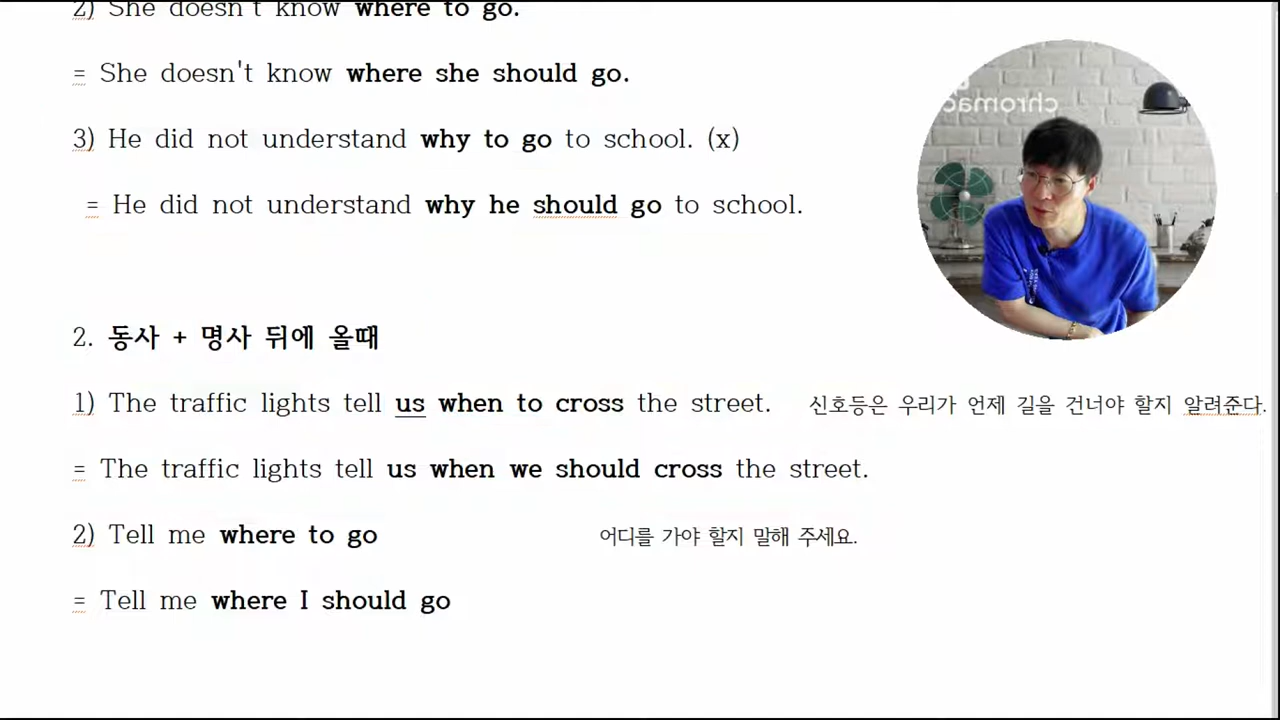 2) She doesn't know where to go.
= She doesn't know where she should go.
3) He did not understand why to go to school. (x)
= He did not understand why he should go to school.
2. 동사 + 명사 뒤에 올때
1) The traffic lights tell us when to cross the street. 신호등은 우리가 언제 길을 건너야 할지 알려준다.
= The traffic lights tell us when we should cross the street.
2) Tell me where to go 어디를 가야 할지 말해 주세요.
= Tell me where I should go